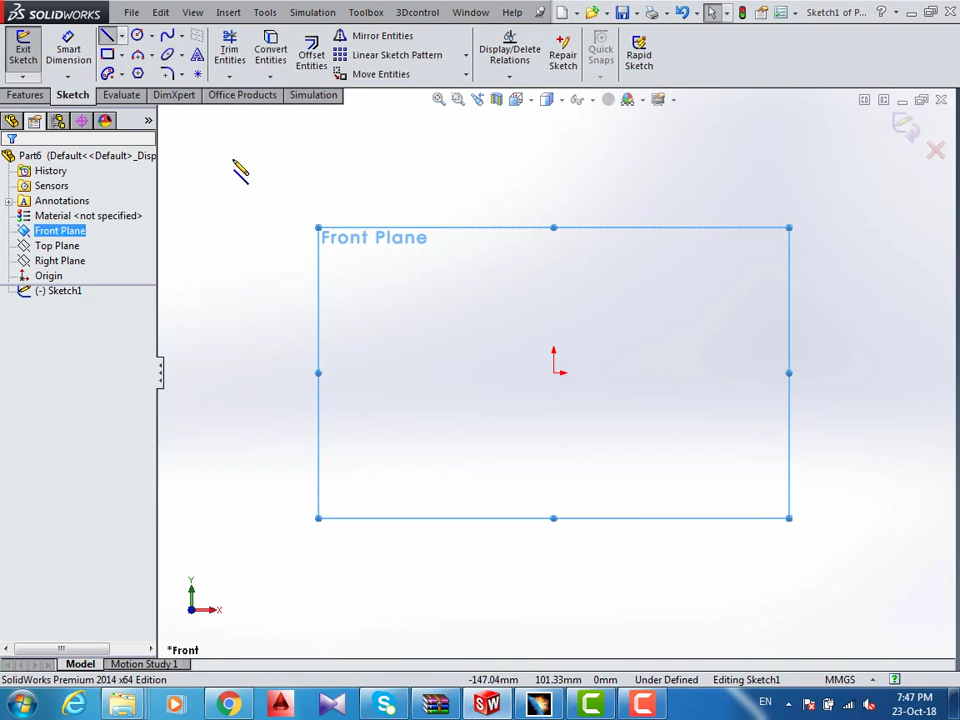 SOLIDWORKS File Edit View Insert Tools Simulation Toolbox 3Dcontrol Window Help Sketch1 of P... ?
Exit Sketch
Smart Dimension
Trim Entities
Convert Entities
Offset Entities
Mirror Entities
Linear Sketch Pattern
Move Entities
Display/Delete Relations
Repair Sketch
Quick Snaps
Rapid Sketch
Features Sketch Evaluate DimXpert Office Products Simulation
»
Part6 (Default<<Default>_Disp
History
Sensors
Annotations
Material <not specified>
Front Plane
Top Plane
Right Plane
Origin
(-) Sketch1
Front Plane
Y
X
*Front
Model Motion Study 1
SolidWorks Premium 2014 x64 Edition -147.04mm 101.33mm 0mm Under Defined Editing Sketch1 MMGS ?
EN 7:47 PM
23-Oct-18